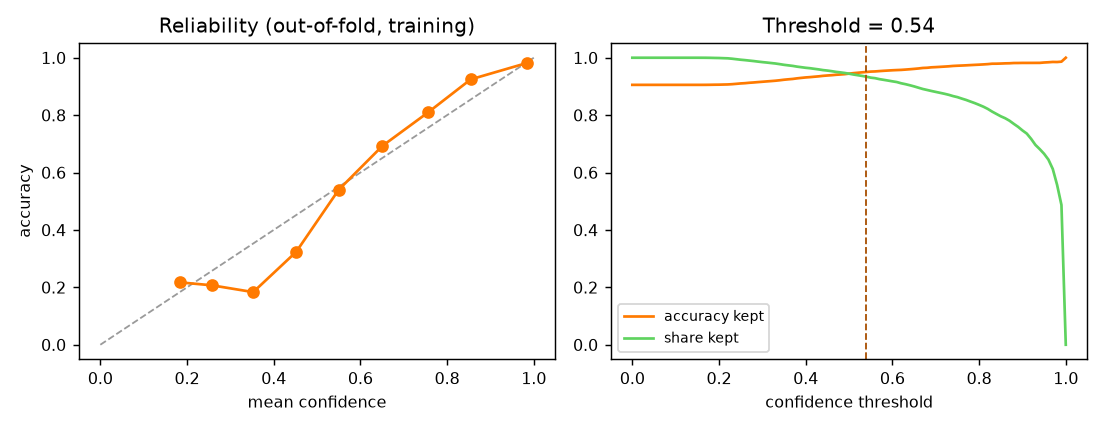 Reliability (out-of-fold, training)
accuracy
1.0
0.8
0.6
0.4
0.2
0.0
0.0 0.2 0.4 0.6 0.8 1.0
mean confidence
Threshold = 0.54
1.0
0.8
0.6
0.4
0.2
0.0
accuracy kept
share kept
0.0 0.2 0.4 0.6 0.8 1.0
confidence threshold